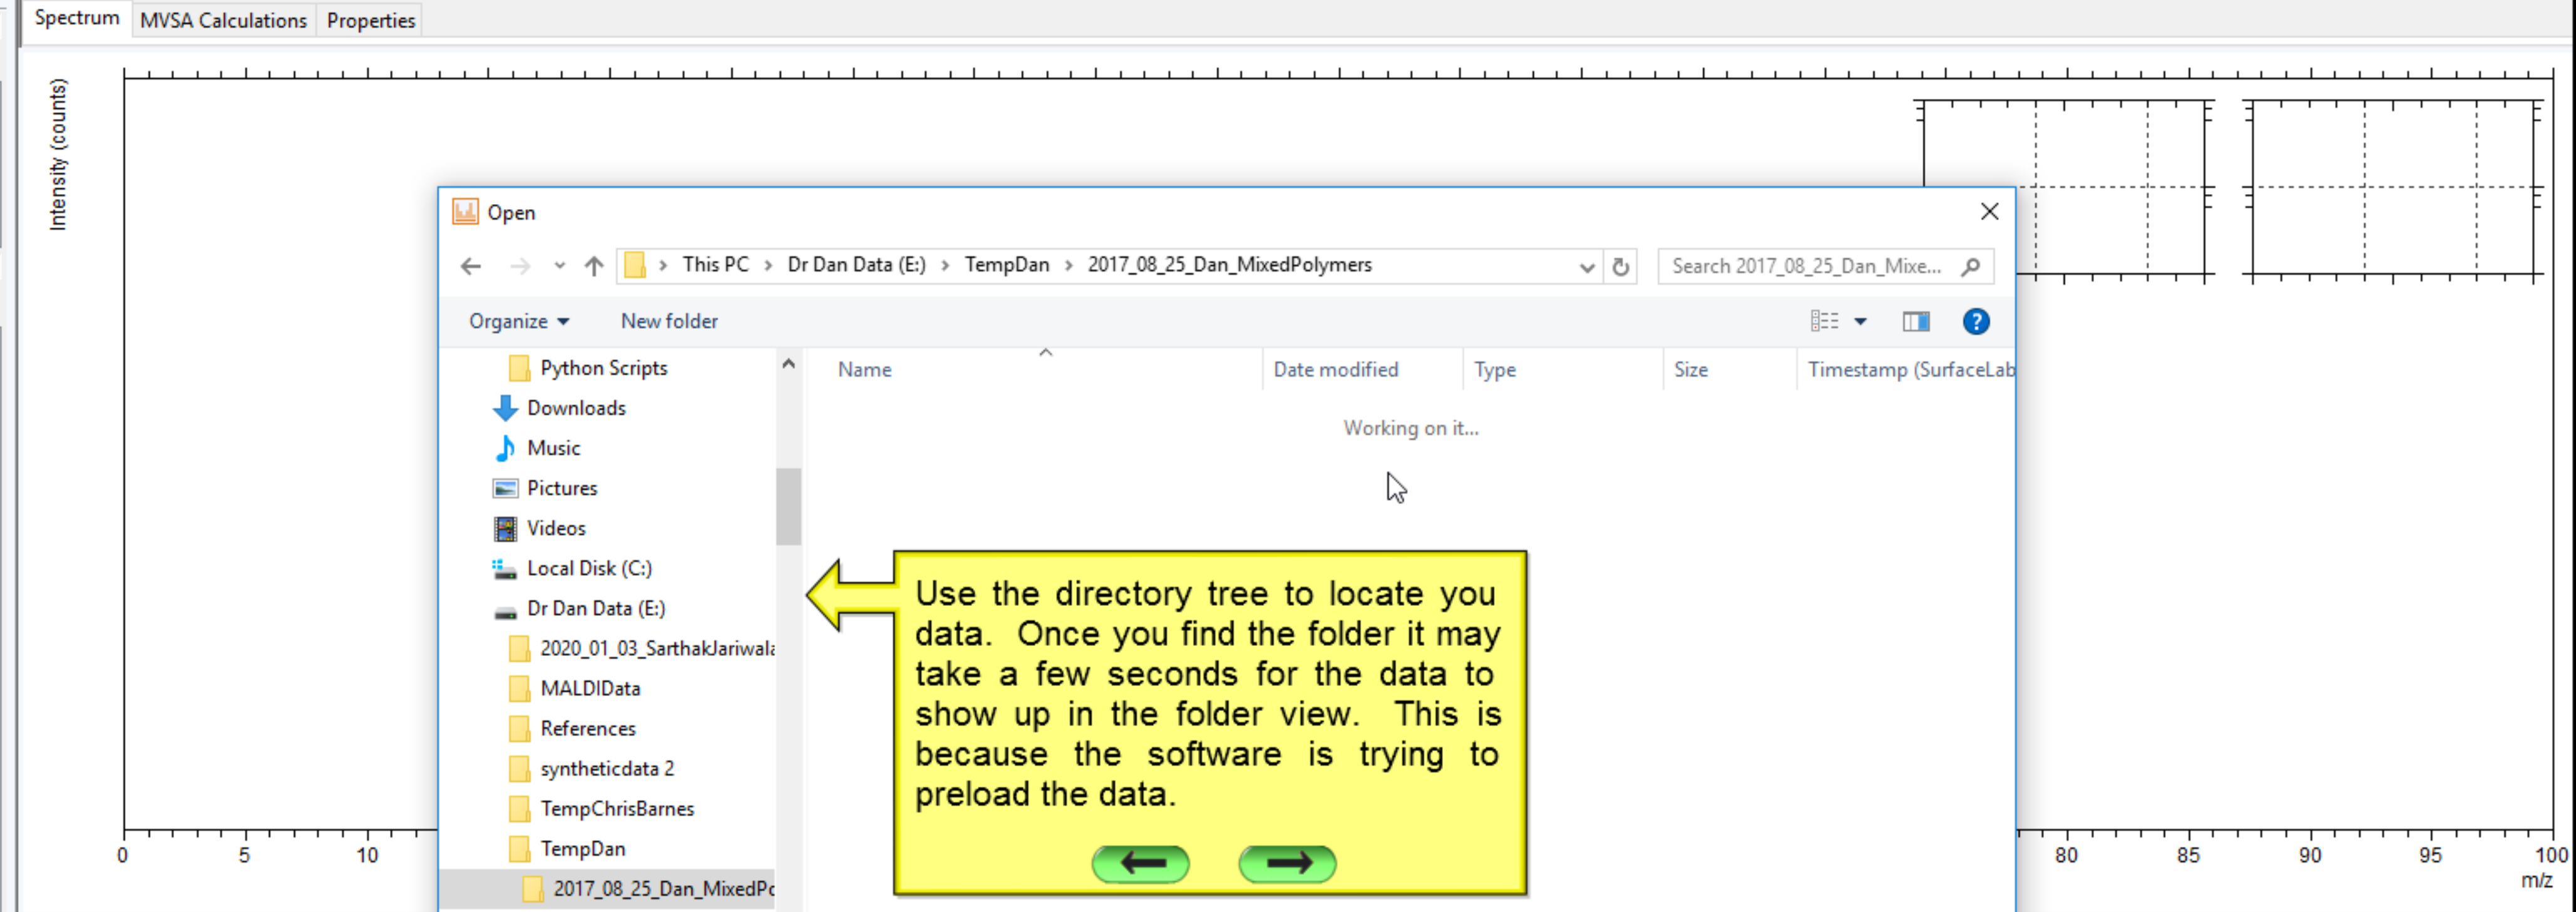 Spectrum MVSA Calculations Properties
Intensity (counts)
Open
This PC > Dr Dan Data (E:) > TempDan > 2017_08_25_Dan_MixedPolymers
Search 2017_08_25_Dan_Mixe...
Organize New folder
Name Date modified Type Size Timestamp (SurfaceLab
Working on it...
Python Scripts
Downloads
Music
Pictures
Videos
Local Disk (C:)
Dr Dan Data (E:)
2020_01_03_SarthakJariwala
MALDIData
References
syntheticdata 2
TempChrisBarnes
TempDan
2017_08_25_Dan_MixedPo
Use the directory tree to locate you
data. Once you find the folder it may
take a few seconds for the data to
show up in the folder view. This is
because the software is trying to
preload the data.
0 5 10 80 85 90 95 100
m/z